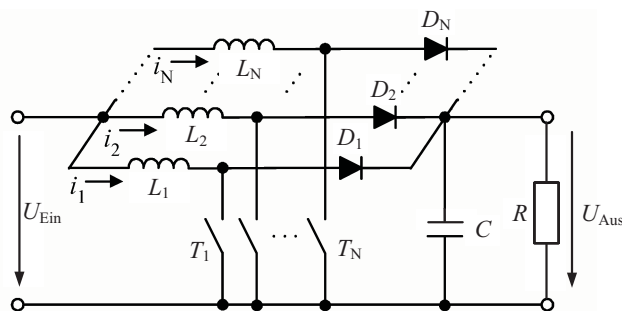 D_N
i_N
L_N
D_2
i_2
L_2
D_1
i_1
L_1
U_Ein
T_1
...
T_N
C
R
U_Aus